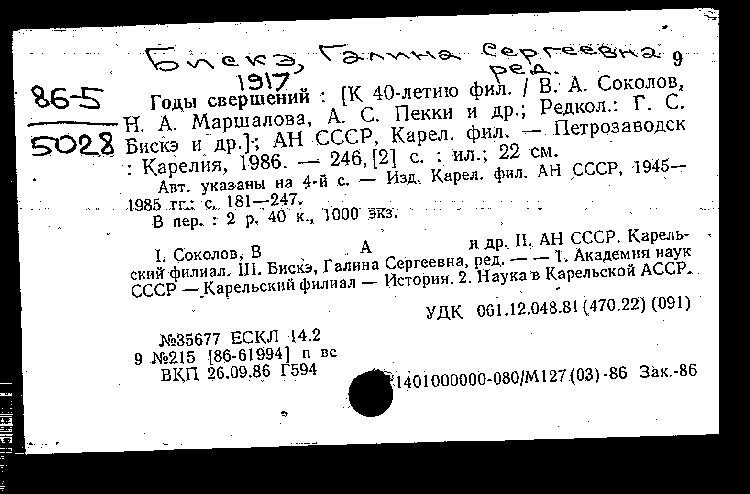 Бискэ, Галина Сергеевна 9
1917 ред.
86-5
5028
Годы свершений : [К 40-летию фил. / В. А. Соколов,
Н. А. Маршалова, А. С. Пекки и др.; Редкол.: Г. С.
Бискэ и др.]; АН СССР, Карел. фил. — Петрозаводск
: Карелия, 1986. — 246, [2] с. : ил.; 22 см.
Авт. указаны на 4-й с. — Изд. Карел. фил. АН СССР, 1945—
1985 гг.: с. 181—247.
В пер. : 2 р. 40 к., 1000 экз.
I. Соколов, В А и др. II. АН СССР. Карель-
ский филиал. III. Бискэ, Галина Сергеевна, ред. — — 1. Академия наук
СССР — Карельский филиал — История. 2. Наука в Карельской АССР.
УДК 061.12.048.81 (470.22) (091)
№35677 ЕСКЛ 14.2
9 №215 [86-61994] п вс
ВКП 26.09.86 Г594
1401000000-080/М127(03)-86 Зак.-86